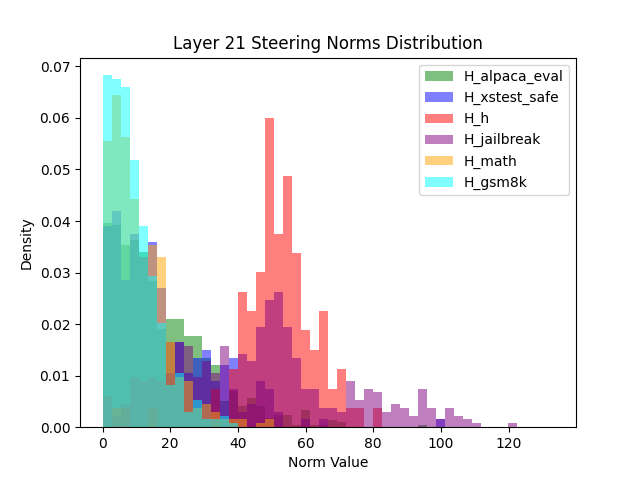 Layer 21 Steering Norms Distribution
0.07
0.06
0.05
0.04
0.03
0.02
0.01
0.00
Density
H_alpaca_eval
H_xstest_safe
H_h
H_jailbreak
H_math
H_gsm8k
0 20 40 60 80 100 120
Norm Value